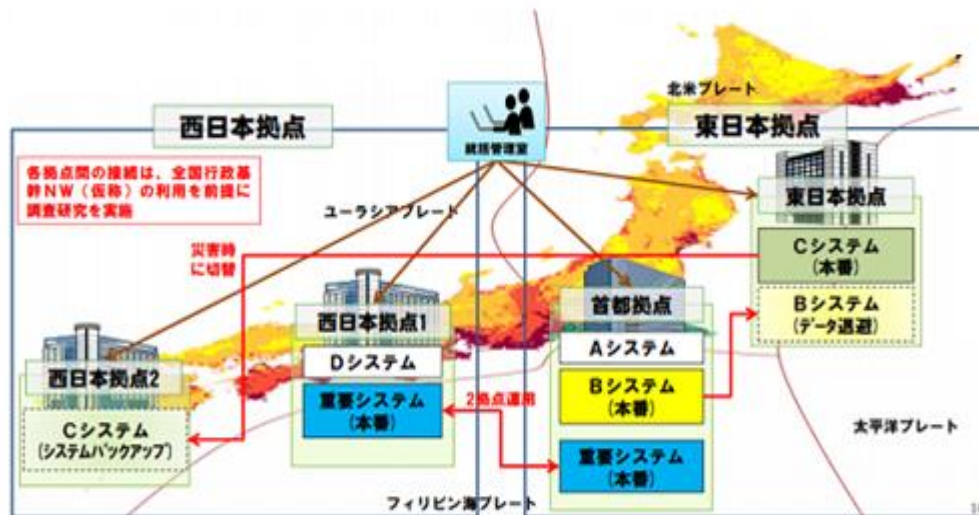 北米プレート
西日本拠点
統括管理室
東日本拠点
各拠点間の接続は、全国行政基
幹NW（仮称）の利用を前提に
調査研究を実施
ユーラシアプレート
東日本拠点
災害時
に切替
Cシステム
(本番)
首都拠点
西日本拠点1
Bシステム
(データ退避)
Aシステム
西日本拠点2
Dシステム
Bシステム
(本番)
重要システム
(本番)
2拠点運用
Cシステム
(システムバックアップ)
太平洋プレート
重要システム
(本番)
フィリピン海プレート